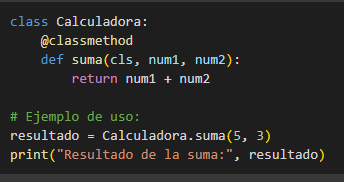 class Calculadora:
    @classmethod
    def suma(cls, num1, num2):
        return num1 + num2

# Ejemplo de uso:
resultado = Calculadora.suma(5, 3)
print("Resultado de la suma:", resultado)